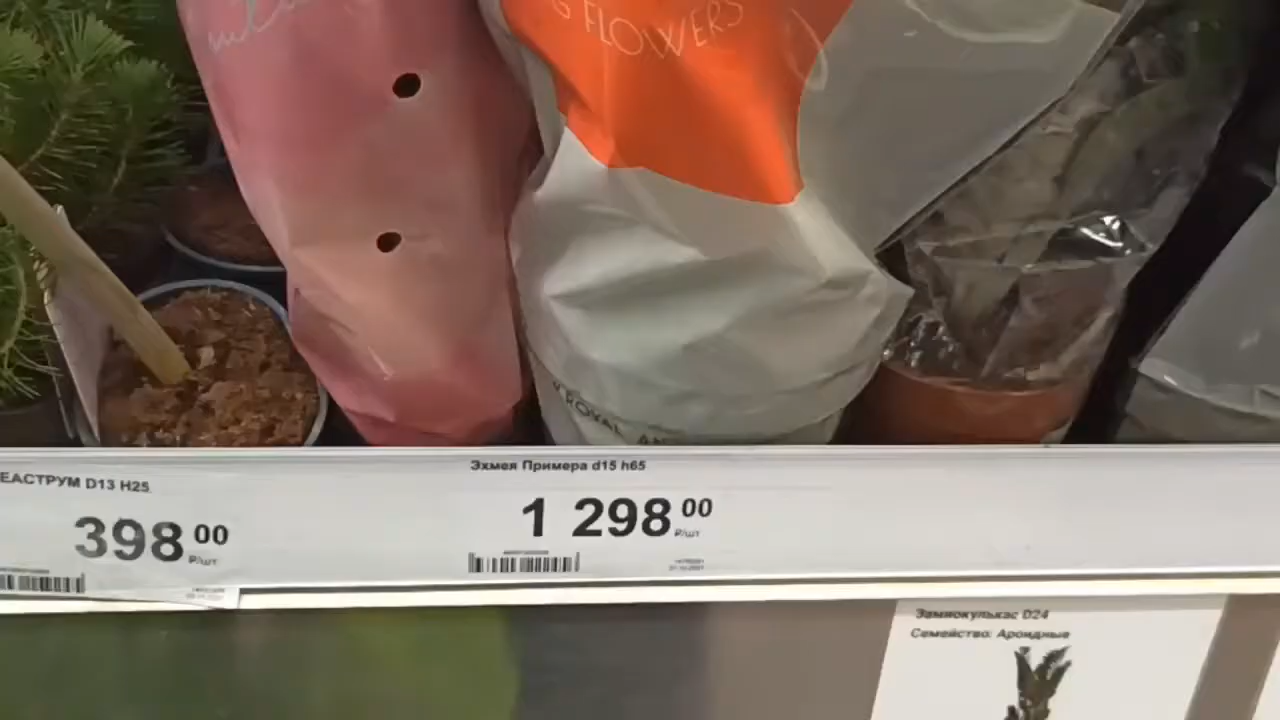 FLOWERS
ROYAL
ЕАСТРУМ D13 H25
398 00
₽/шт
Эхмея Примера d15 h65
1 298 00
₽/шт
Замиокулькас D24
Семейство: Ароидные